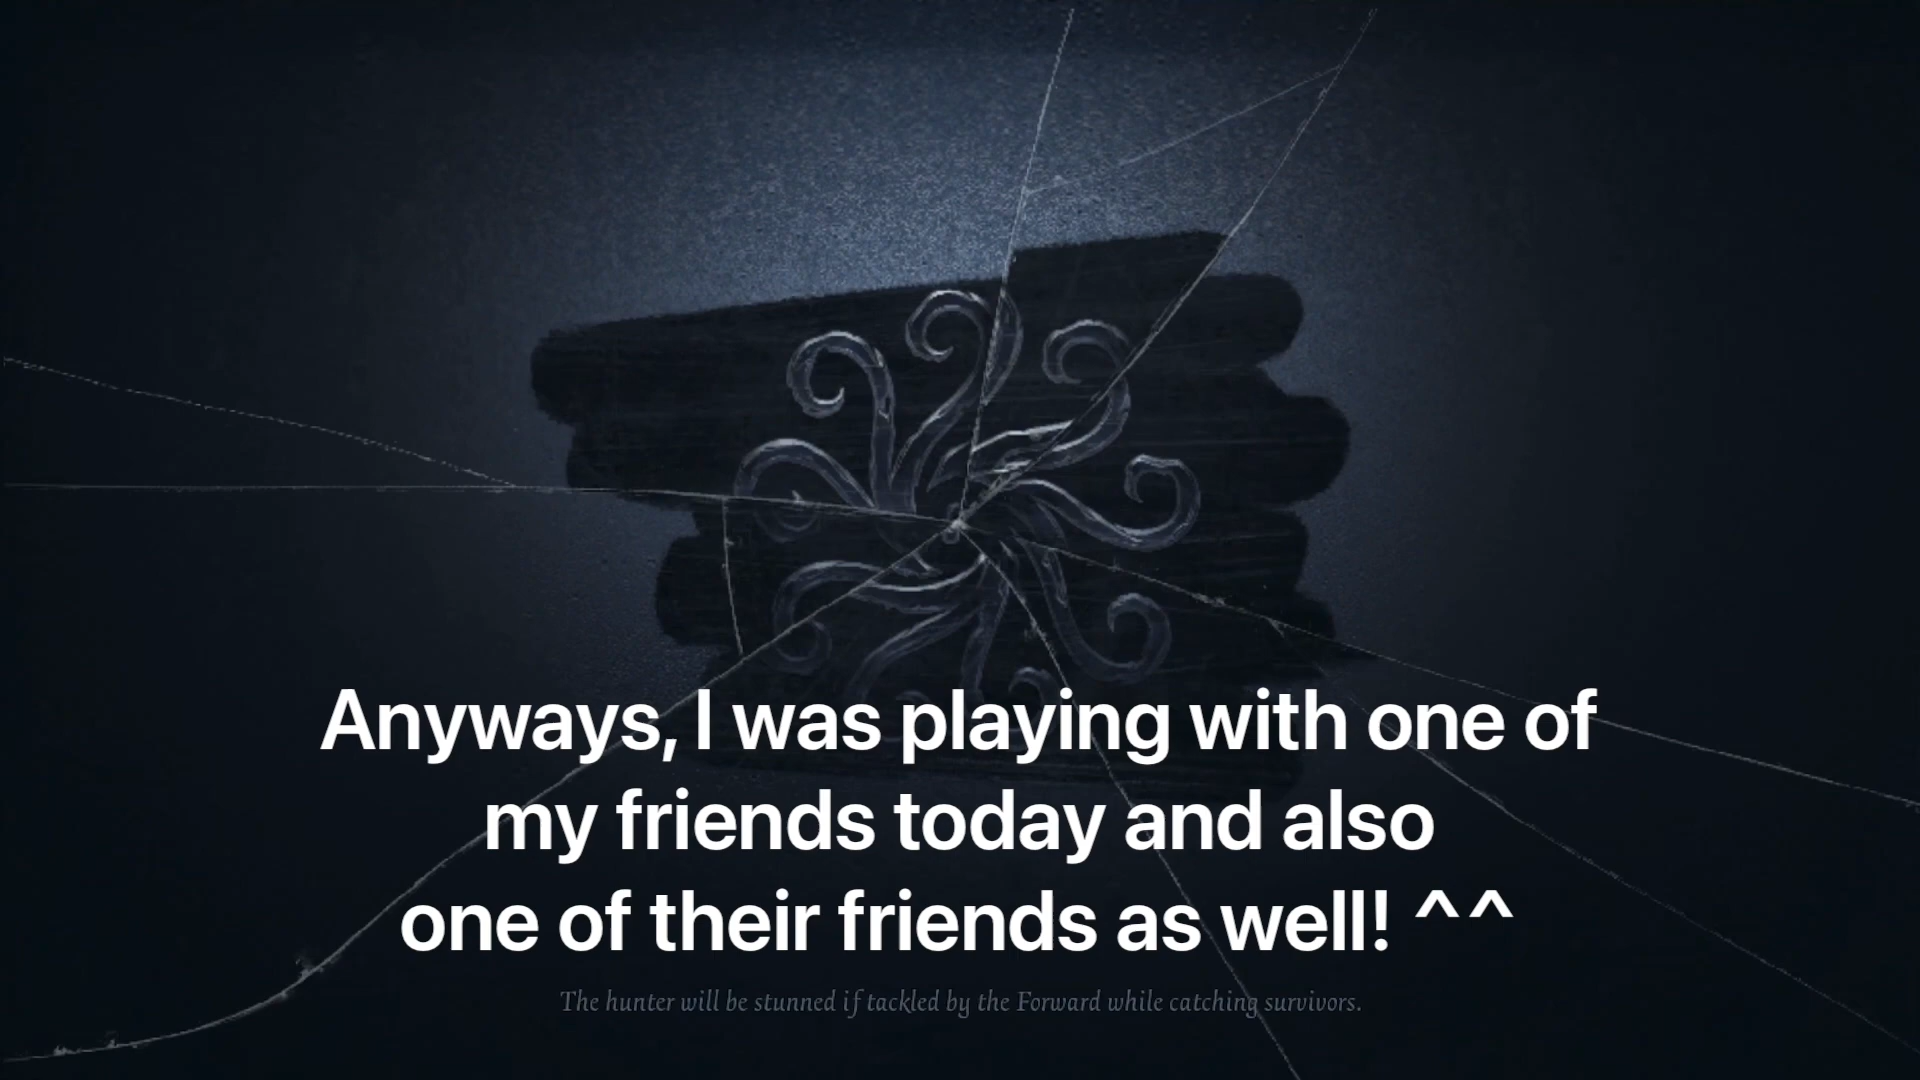 Anyways, I was playing with one of
my friends today and also
one of their friends as well! ^^
The hunter will be stunned if tackled by the Forward while catching survivors.